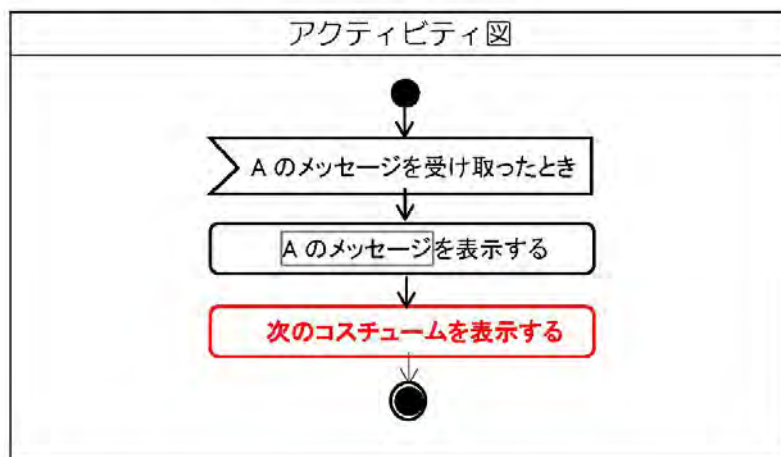 アクティビティ図
A のメッセージを受け取ったとき
A のメッセージを表示する
次のコスチュームを表示する